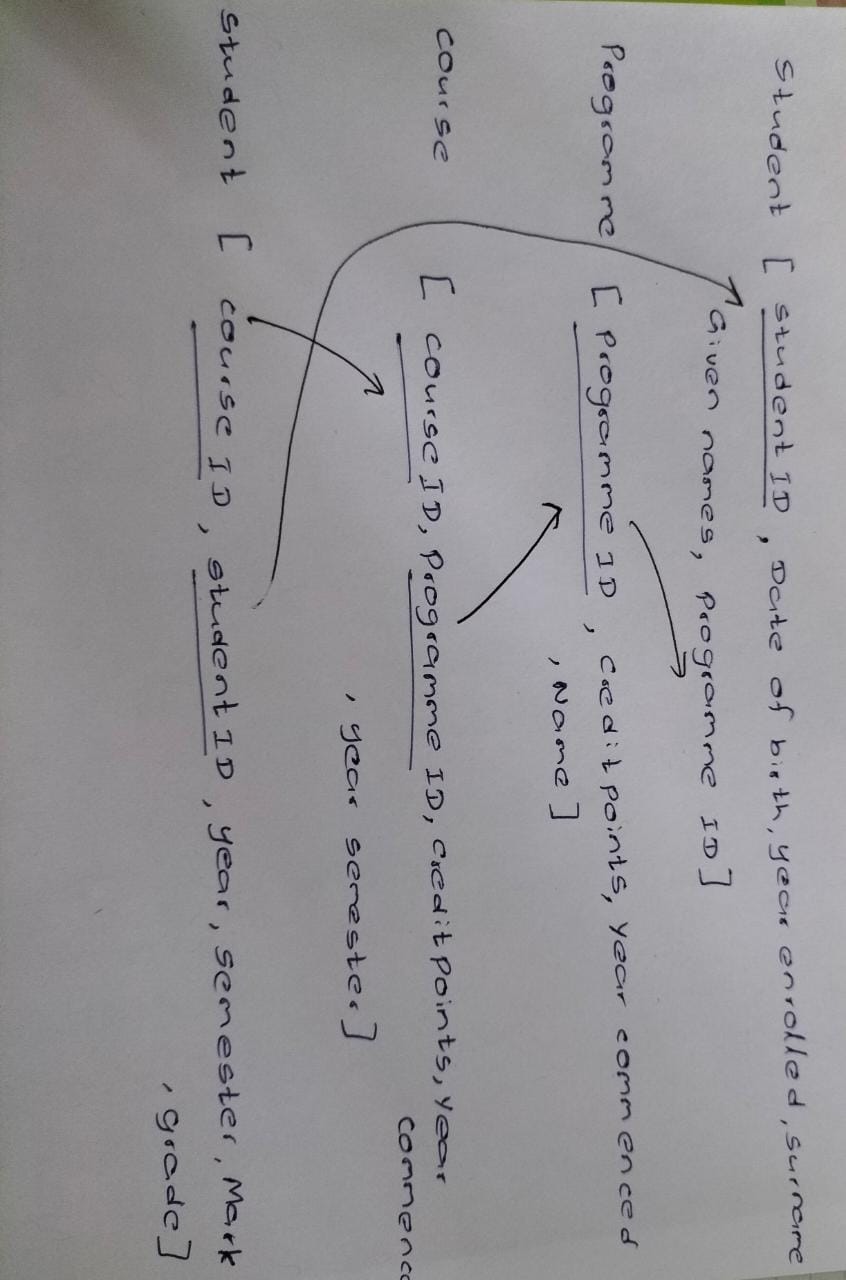 Student [ Student ID, Date of birth, year enrolled, surname
Given names, Programme ID]
Programme [ Programme ID, credit points, year commenced
, Name]
Course [ Course ID, Programme ID, credit points, year
commenc
, year semester]
Student [ Course ID, Student ID, year, semester, Mark
, grade]